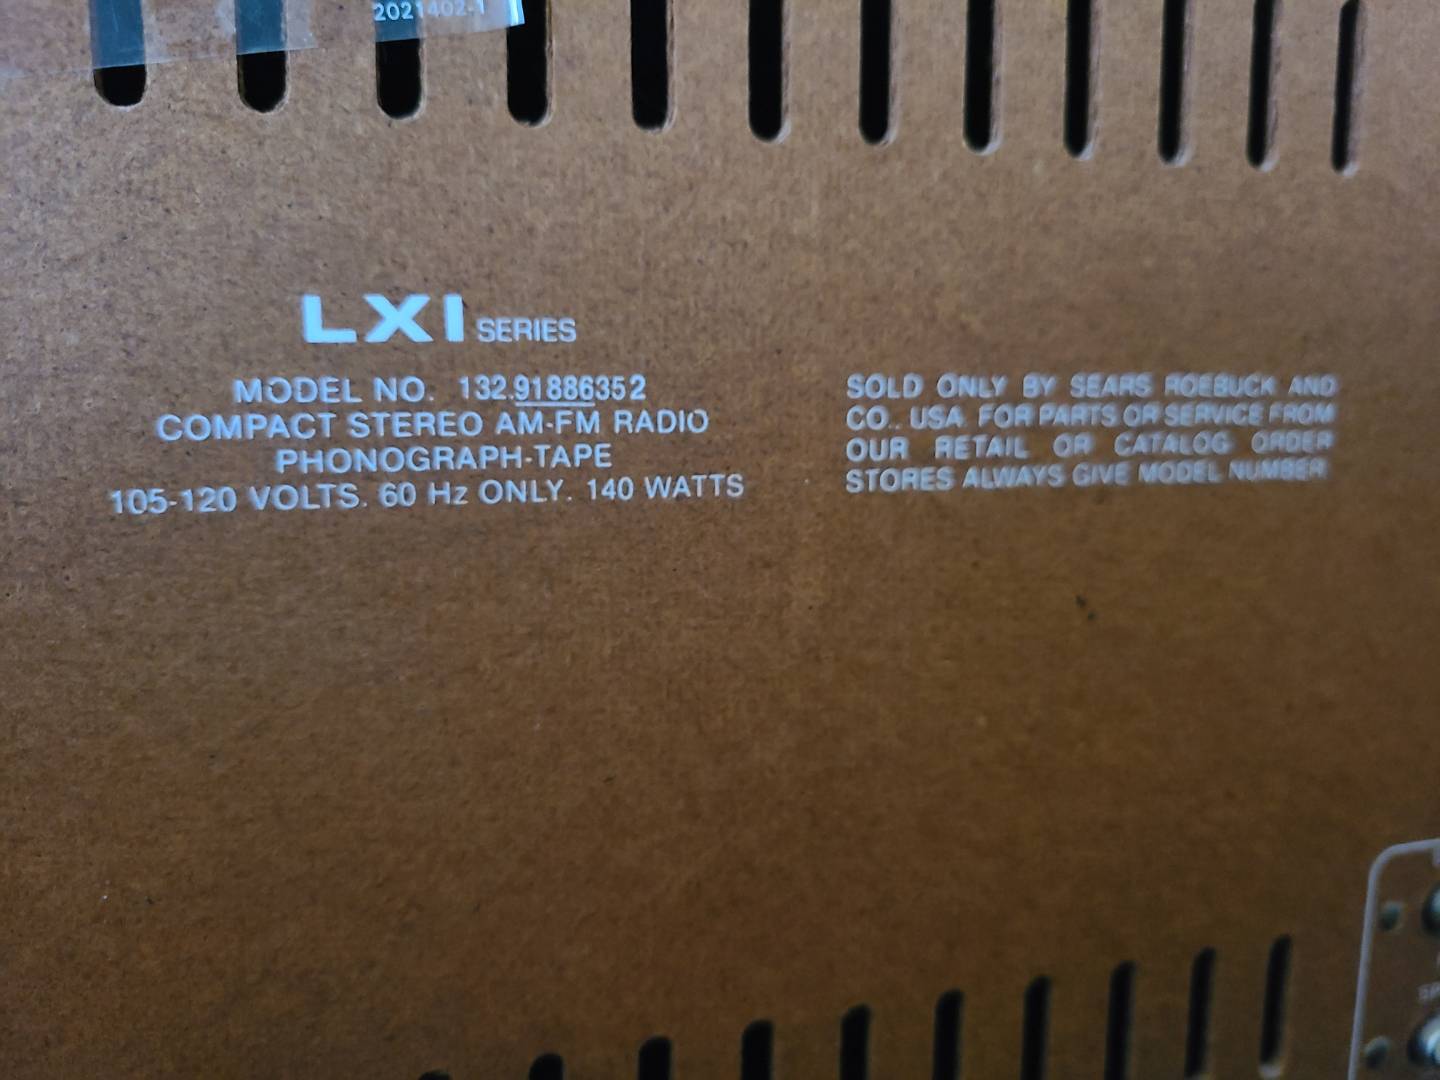 2021402-1
LXI SERIES
MODEL NO. 132.91886352
COMPACT STEREO AM-FM RADIO
PHONOGRAPH-TAPE
105-120 VOLTS. 60 Hz ONLY. 140 WATTS
SOLD ONLY BY SEARS ROEBUCK AND
CO., USA. FOR PARTS OR SERVICE FROM
OUR RETAIL OR CATALOG ORDER
STORES ALWAYS GIVE MODEL NUMBER.